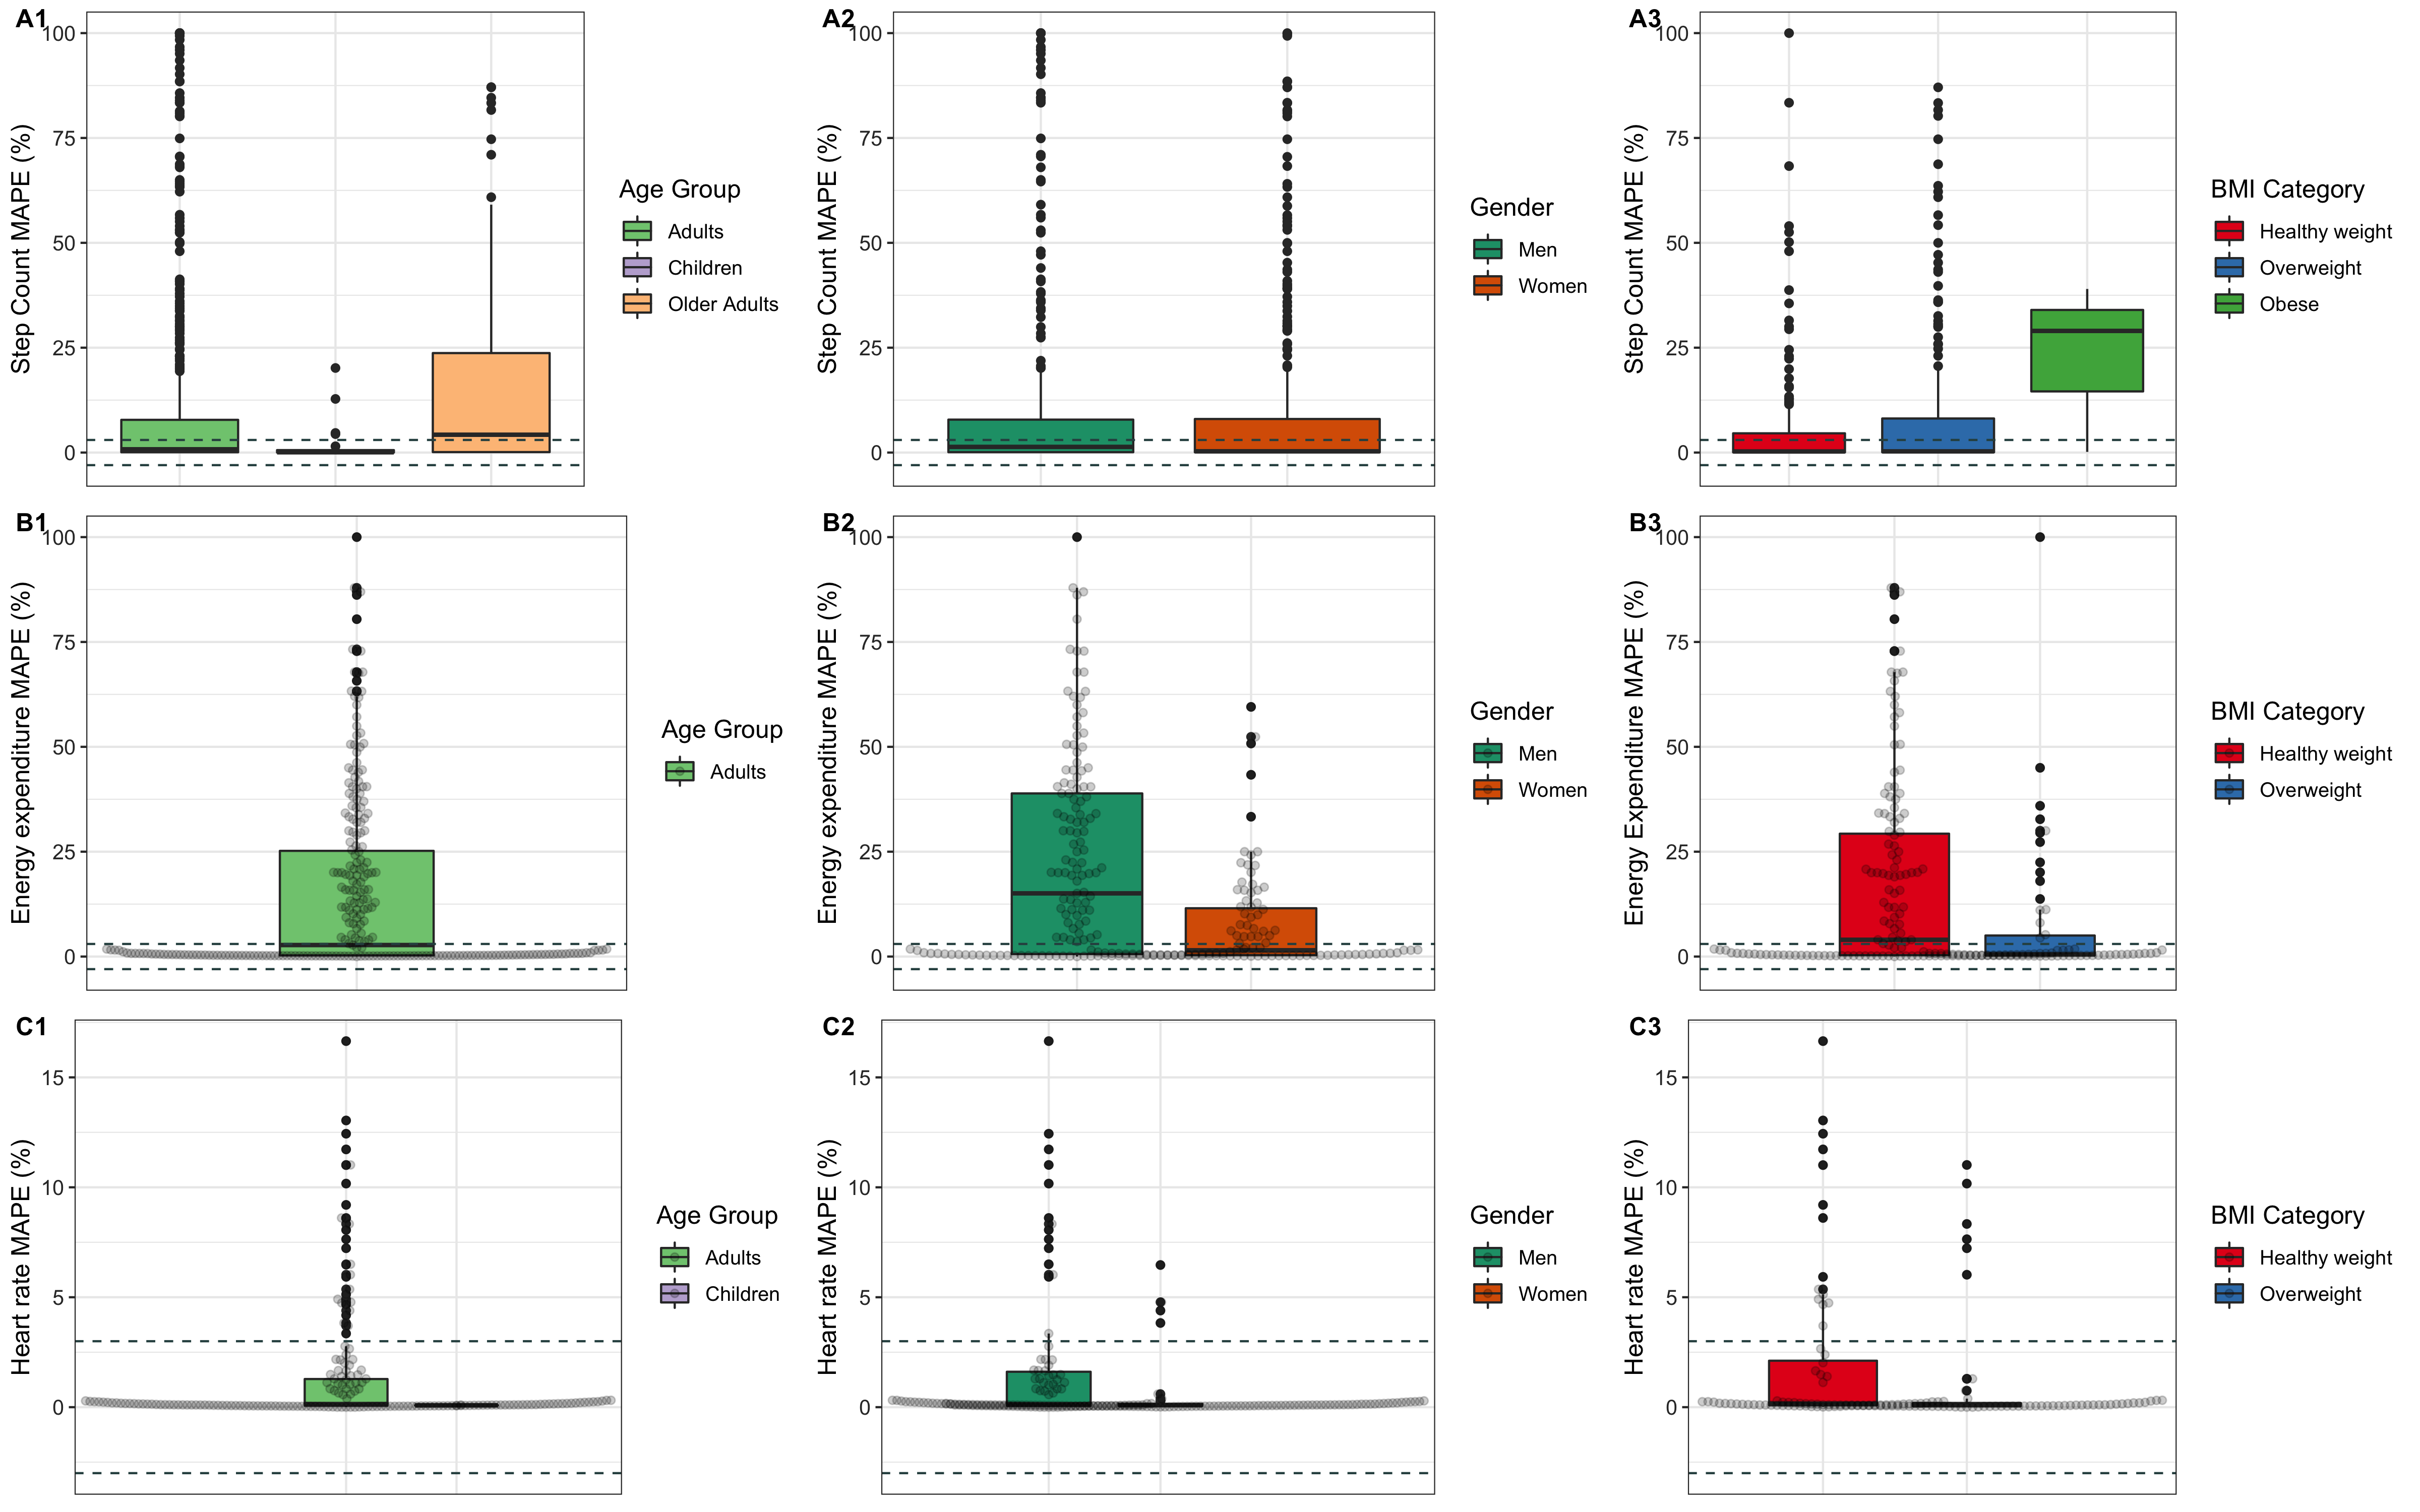 A1
Step Count MAPE (%)
100
75
50
25
0
Age Group
Adults
Children
Older Adults
A2
Step Count MAPE (%)
100
75
50
25
0
Gender
Men
Women
A3
Step Count MAPE (%)
100
75
50
25
0
BMI Category
Healthy weight
Overweight
Obese
B1
Energy expenditure MAPE (%)
100
75
50
25
0
Age Group
Adults
B2
Energy expenditure MAPE (%)
100
75
50
25
0
Gender
Men
Women
B3
Energy Expenditure MAPE (%)
100
75
50
25
0
BMI Category
Healthy weight
Overweight
C1
Heart rate MAPE (%)
15
10
5
0
Age Group
Adults
Children
C2
Heart rate MAPE (%)
15
10
5
0
Gender
Men
Women
C3
Heart rate MAPE (%)
15
10
5
0
BMI Category
Healthy weight
Overweight